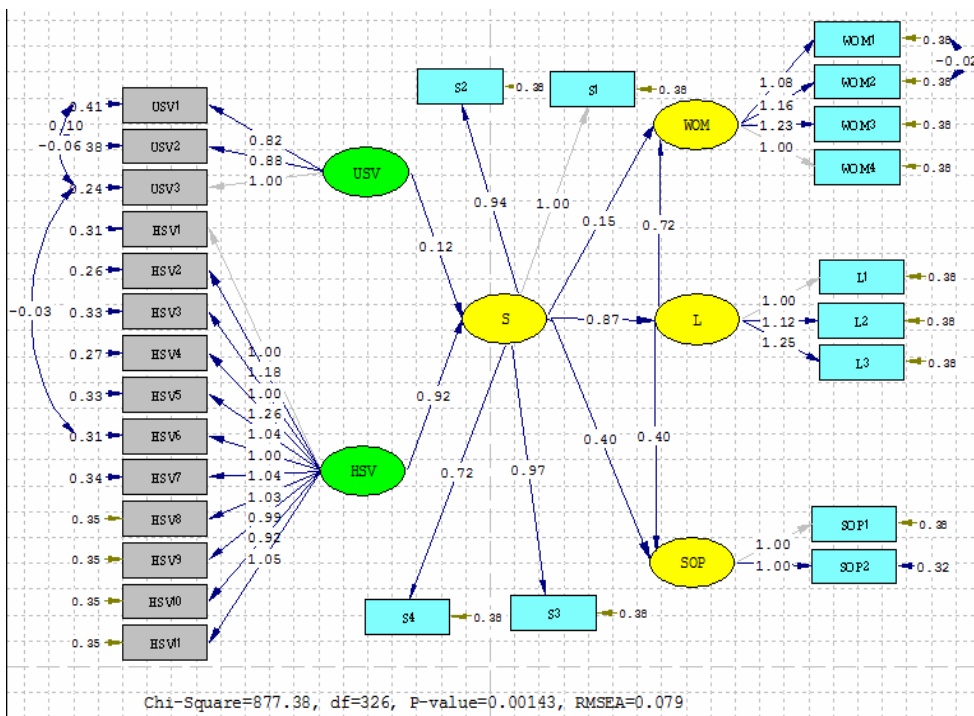 S2 0.38
S1 0.38
WOM1 0.38
-0.02
WOM2 0.38
WOM3 0.38
WOM4 0.38
1.08
1.16
1.23
1.00
WOM
0.41 USV1
0.10
-0.06 38 USV2
0.24 USV3
0.82
0.88
1.00
USV
0.31 HSV1
0.26 HSV2
-0.03
0.33 HSV3
0.27 HSV4
0.33 HSV5
0.31 HSV6
0.34 HSV7
0.35 HSV8
0.35 HSV9
0.35 HSV10
0.35 HSV11
1.00
1.18
1.00
1.26
1.04
1.00
1.04
1.03
0.99
0.92
1.05
HSV
0.94
1.00
0.15
0.72
0.12
S
0.87
L
1.00
1.12
1.25
L1 0.38
L2 0.38
L3 0.38
0.92
0.72
0.97
0.40
0.40
SOP
1.00
1.00
SOP1 0.38
SOP2 0.32
S4 0.38
S3 0.38
Chi-Square=877.38, df=326, P-value=0.00143, RMSEA=0.079